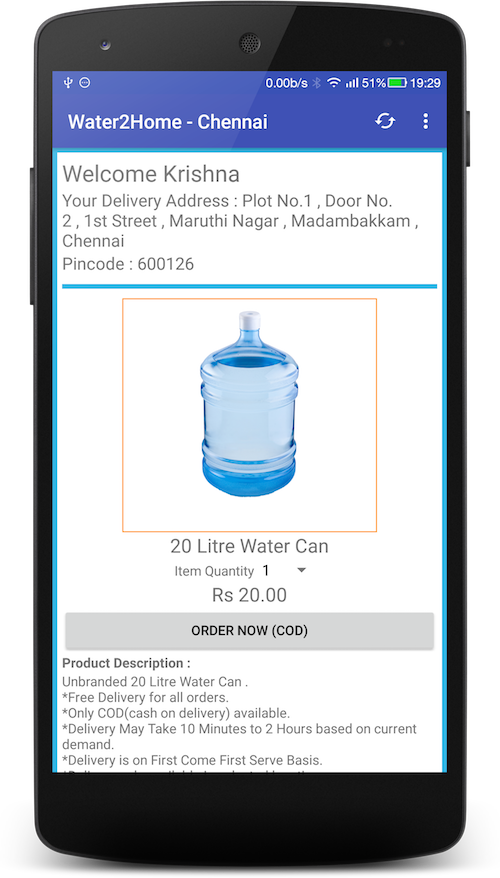 0.00b/s 51% 19:29
Water2Home - Chennai
Welcome Krishna
Your Delivery Address : Plot No.1 , Door No.
2 , 1st Street , Maruthi Nagar , Madambakkam ,
Chennai
Pincode : 600126
20 Litre Water Can
Item Quantity 1
Rs 20.00
ORDER NOW (COD)
Product Description :
Unbranded 20 Litre Water Can .
*Free Delivery for all orders.
*Only COD(cash on delivery) available.
*Delivery May Take 10 Minutes to 2 Hours based on current
demand.
*Delivery is on First Come First Serve Basis.